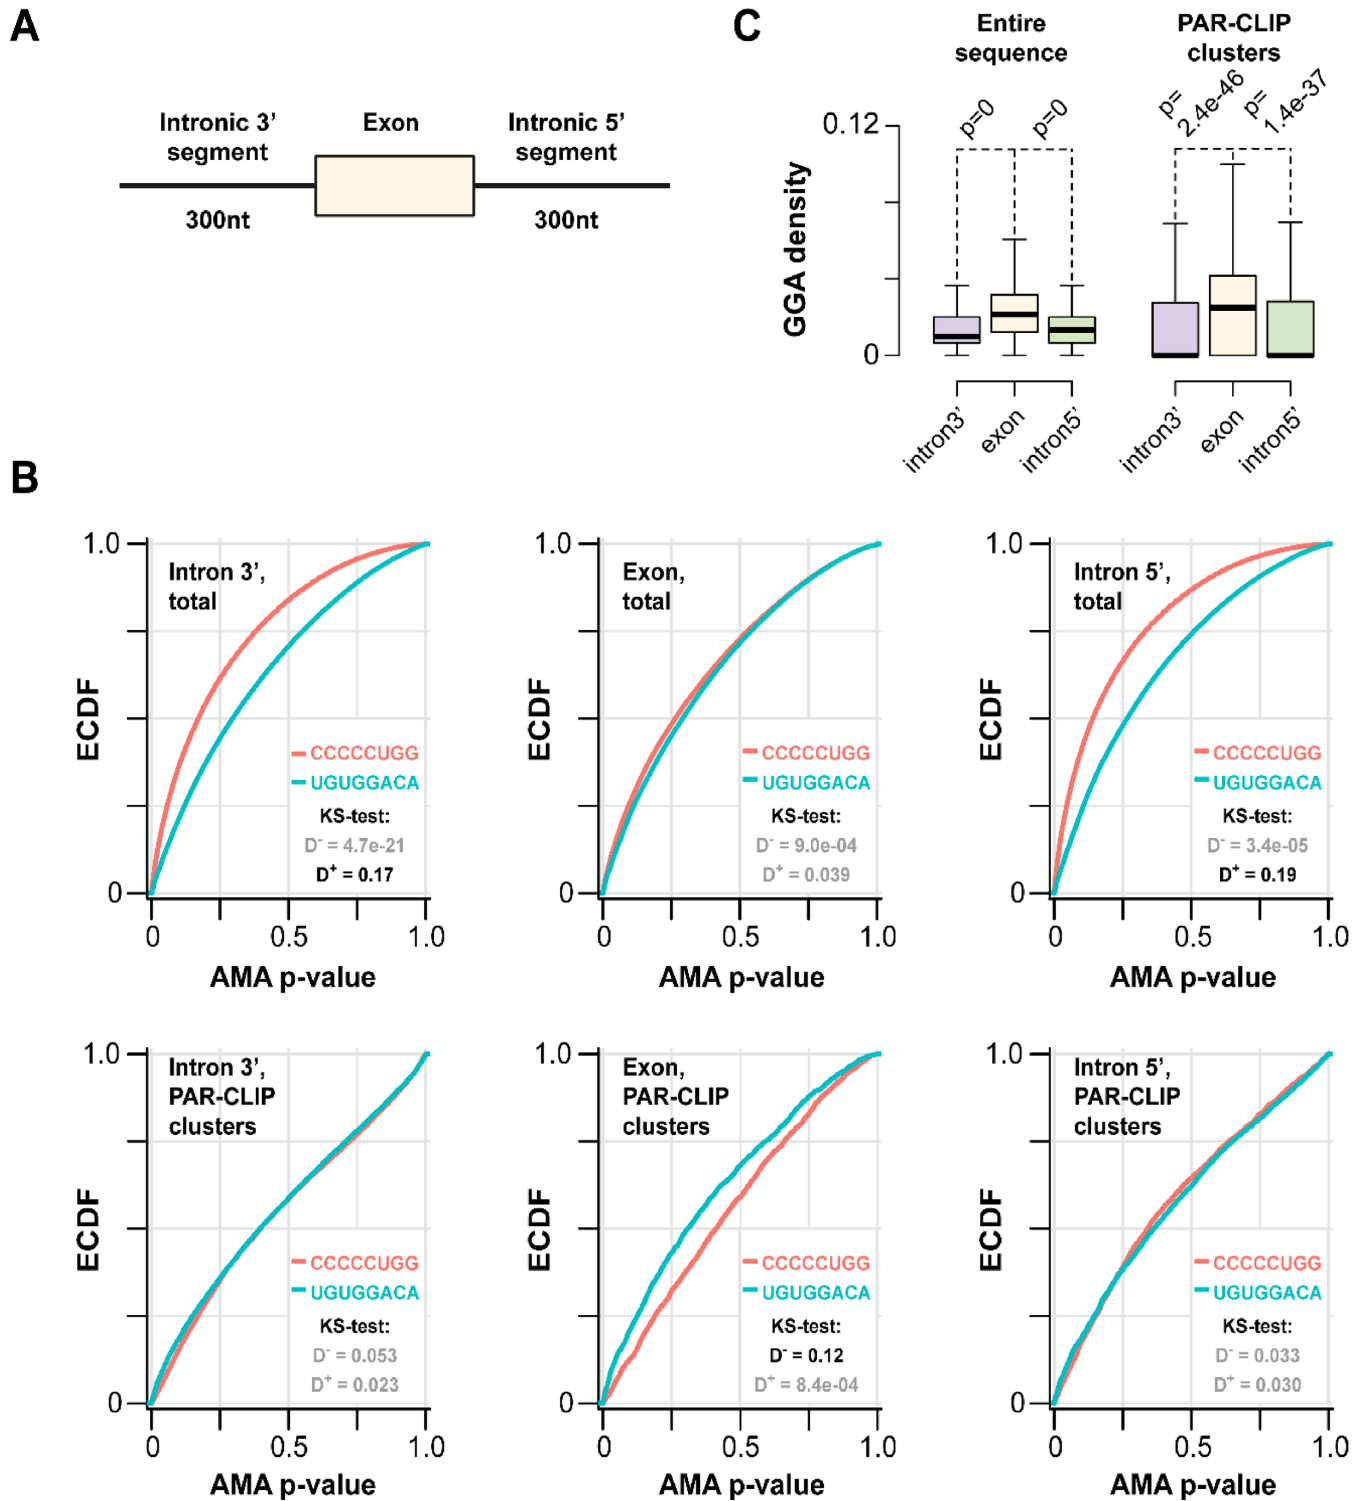 A
Intronic 3’
segment
Exon
Intronic 5’
segment
300nt
300nt
C
Entire
sequence
PAR-CLIP
clusters
p=0
p=0
p=
2.4e-46
p=
1.4e-37
GGA density
0.12
0
intron3’
exon
intron5’
intron3’
exon
intron5’
B
ECDF
1.0
0
Intron 3’,
total
CCCCCUGG
UGUGGACA
KS-test:
D⁻ = 4.7e-21
D⁺ = 0.17
0 0.5 1.0
AMA p-value
ECDF
1.0
0
Exon,
total
CCCCCUGG
UGUGGACA
KS-test:
D⁻ = 9.0e-04
D⁺ = 0.039
0 0.5 1.0
AMA p-value
ECDF
1.0
0
Intron 5’,
total
CCCCCUGG
UGUGGACA
KS-test:
D⁻ = 3.4e-05
D⁺ = 0.19
0 0.5 1.0
AMA p-value
ECDF
1.0
0
Intron 3’,
PAR-CLIP
clusters
CCCCCUGG
UGUGGACA
KS-test:
D⁻ = 0.053
D⁺ = 0.023
0 0.5 1.0
AMA p-value
ECDF
1.0
0
Exon,
PAR-CLIP
clusters
CCCCCUGG
UGUGGACA
KS-test:
D⁻ = 0.12
D⁺ = 8.4e-04
0 0.5 1.0
AMA p-value
ECDF
1.0
0
Intron 5’,
PAR-CLIP
clusters
CCCCCUGG
UGUGGACA
KS-test:
D⁻ = 0.033
D⁺ = 0.030
0 0.5 1.0
AMA p-value